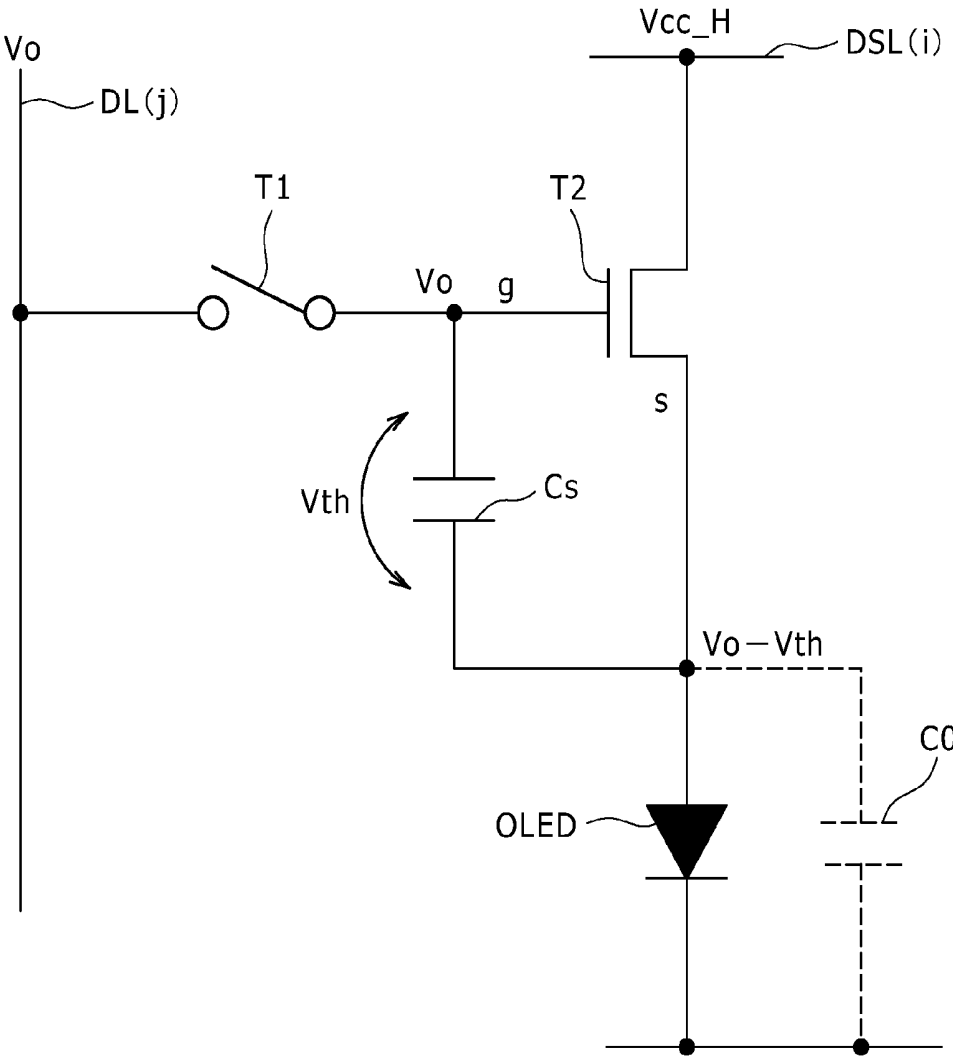 Vcc_H
DSL(i)
Vo
DL(j)
T1
T2
Vo
g
s
Vth
Cs
Vo−Vth
C0
OLED